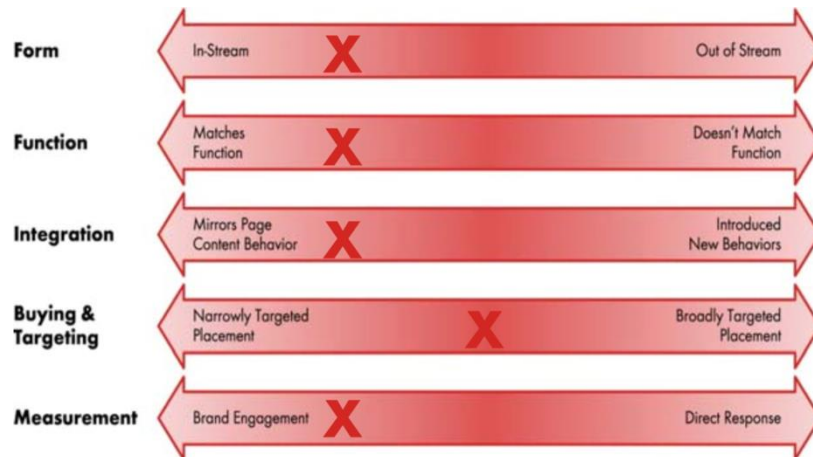 Form
In-Stream
X
Out of Stream
Function
Matches
Function
X
Doesn't Match
Function
Integration
Mirrors Page
Content Behavior
X
Introduced
New Behaviors
Buying &
Targeting
Narrowly Targeted
Placement
X
Broadly Targeted
Placement
Measurement
Brand Engagement
X
Direct Response